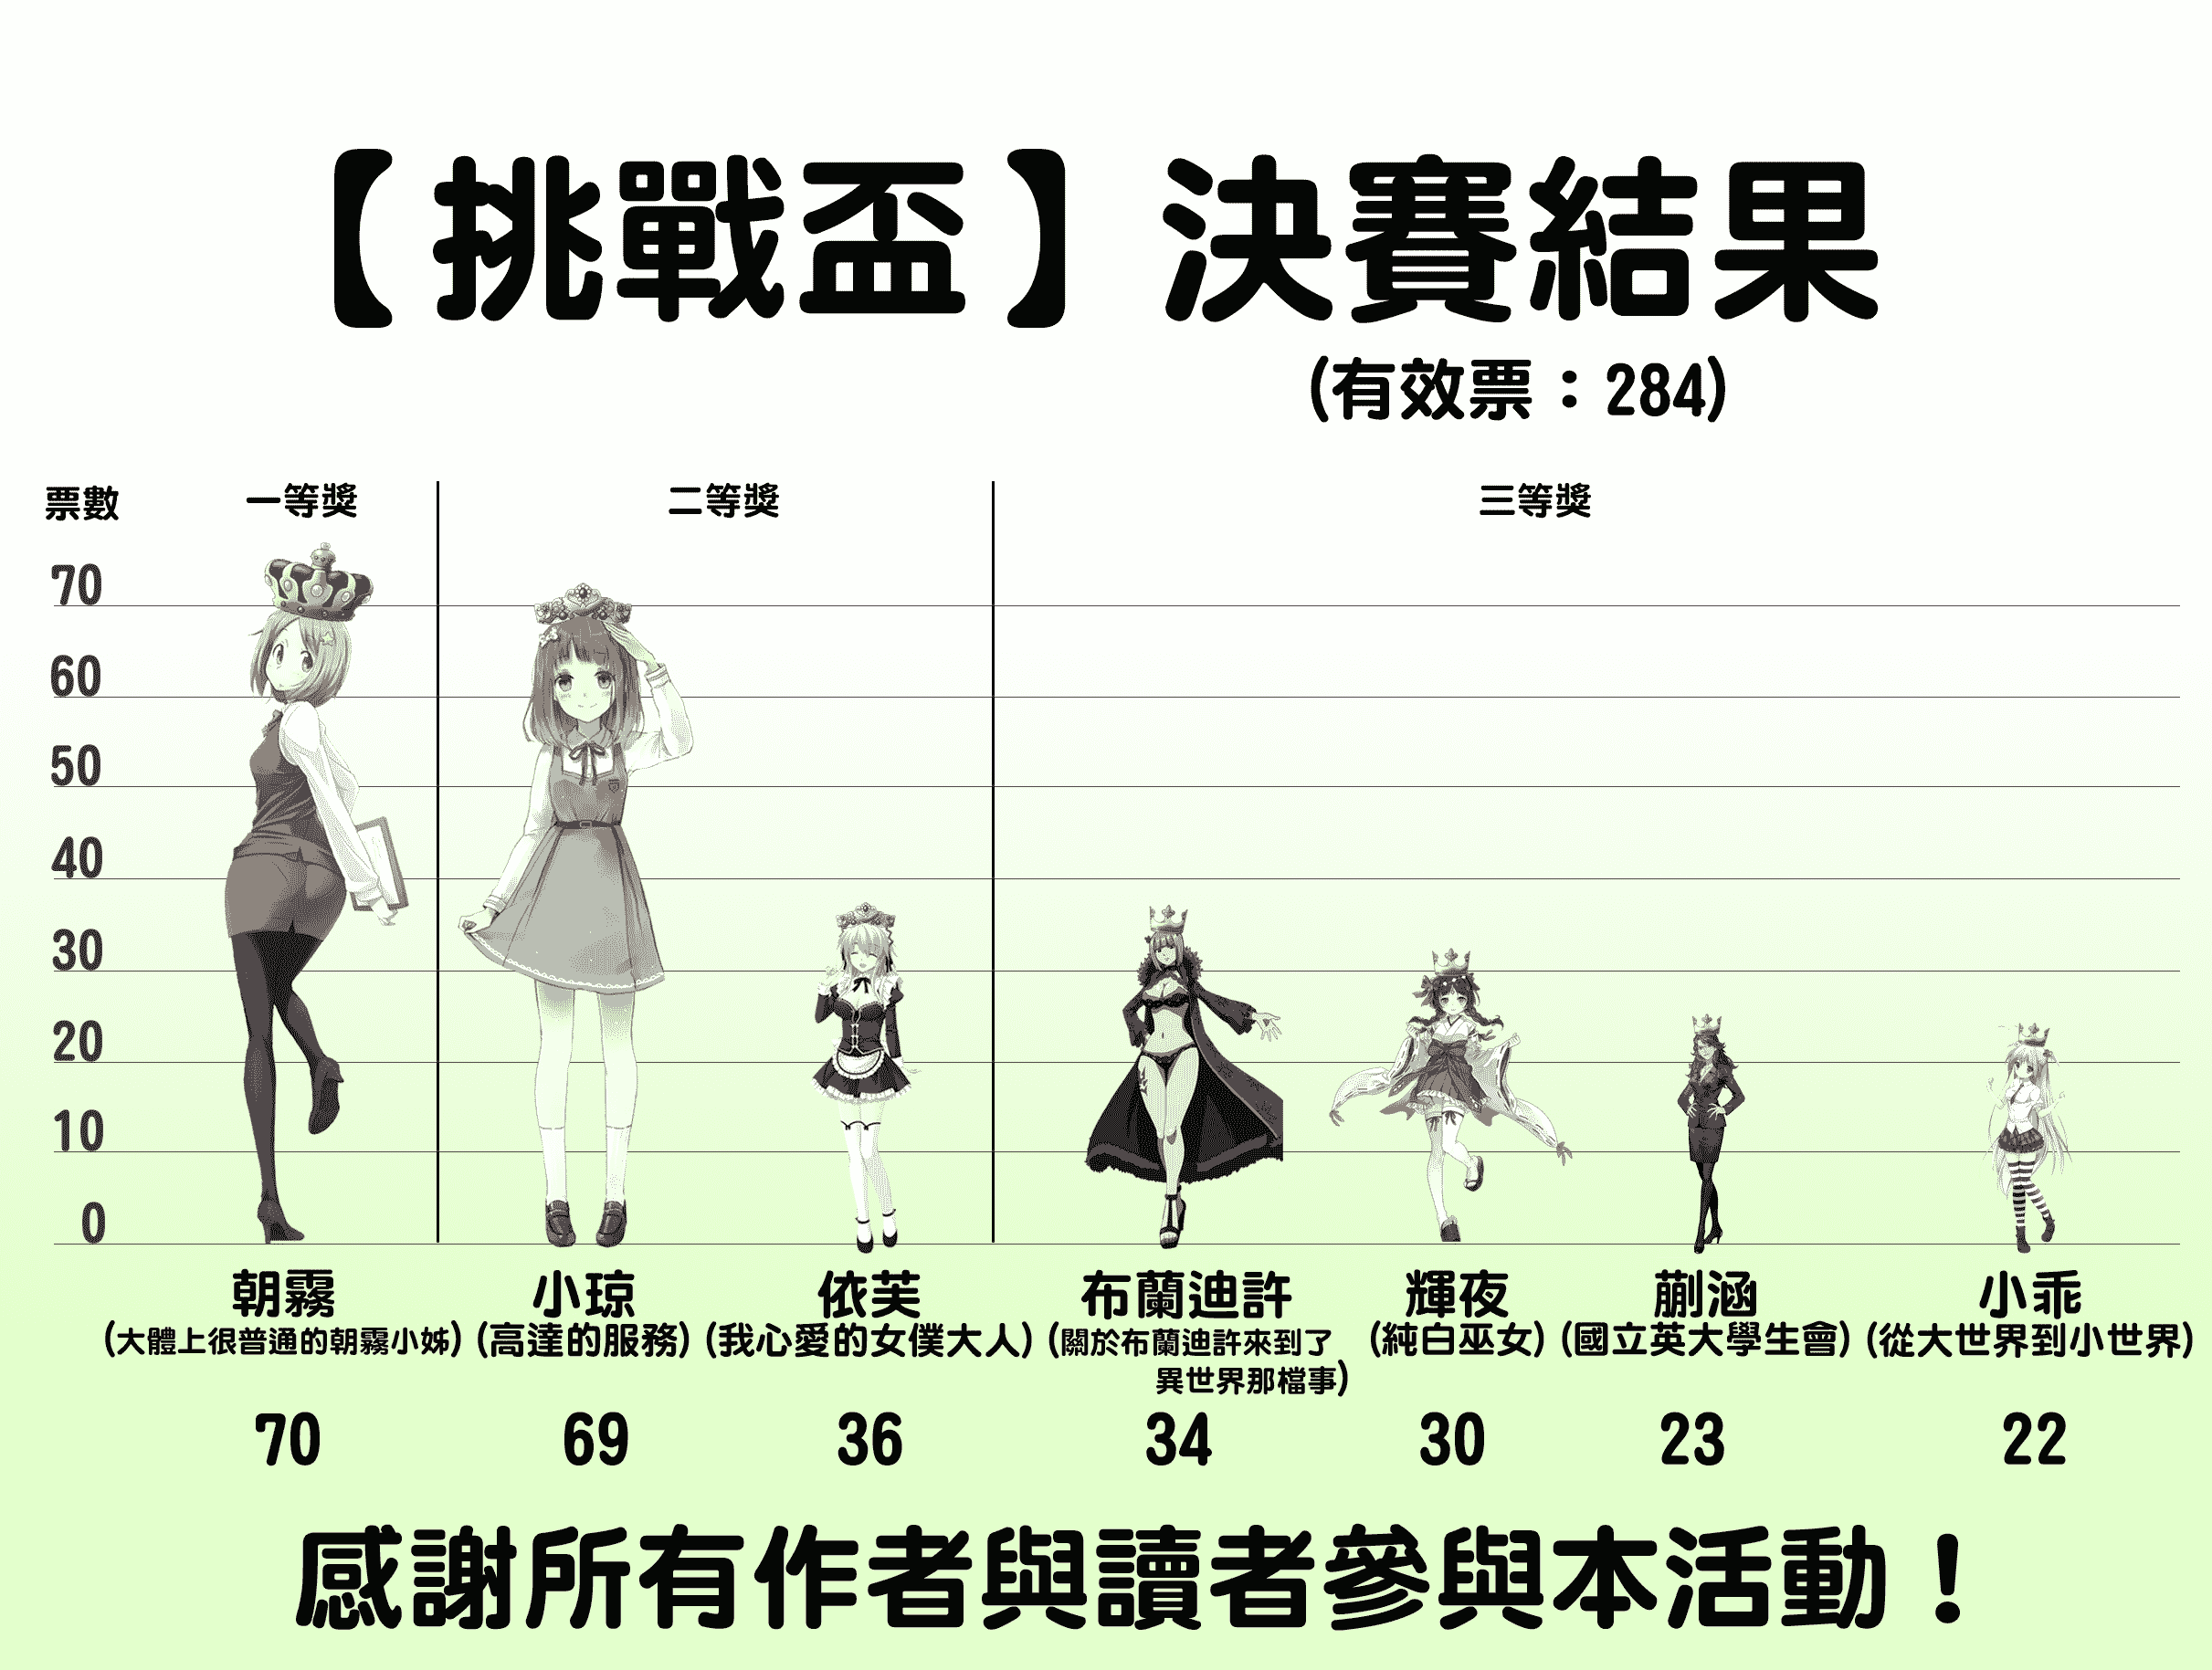 【挑戰盃】決賽結果
(有效票：284)
票數
一等獎
二等獎
三等獎
70
60
50
40
30
20
10
0
朝霧
(大體上很普通的朝霧小姊)
70
小琼
(高達的服務)
69
依芙
(我心愛的女僕大人)
36
布蘭迪許
(關於布蘭迪許來到了
異世界那檔事)
34
輝夜
(純白巫女)
30
蒯涵
(國立英大學生會)
23
小乖
(從大世界到小世界)
22
感謝所有作者與讀者參與本活動！